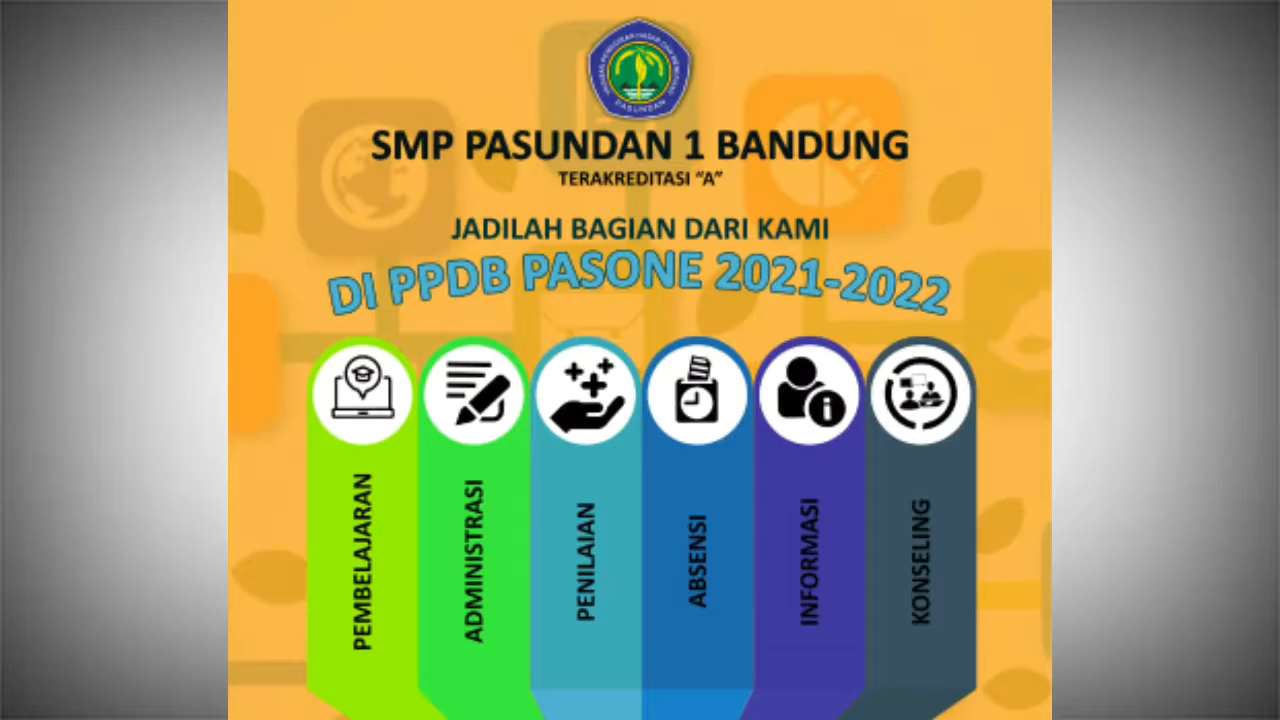 SMP PASUNDAN 1 BANDUNG
TERAKREDITASI “A”
JADILAH BAGIAN DARI KAMI
DI PPDB PASONE 2021-2022
PEMBELAJARAN
ADMINISTRASI
PENILAIAN
ABSENSI
INFORMASI
KONSELING
PASUNDAN